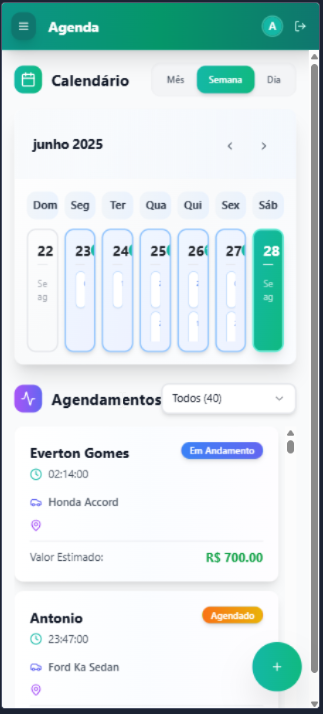 Agenda
A
Calendário
Mês Semana Dia
junho 2025
Dom Seg Ter Qua Qui Sex Sáb
22 23 24 25 26 27 28
Se Se
ag ag
Agendamentos Todos (40)
Everton Gomes Em Andamento
02:14:00
Honda Accord
Valor Estimado: R$ 700.00
Antonio Agendado
23:47:00
Ford Ka Sedan
+